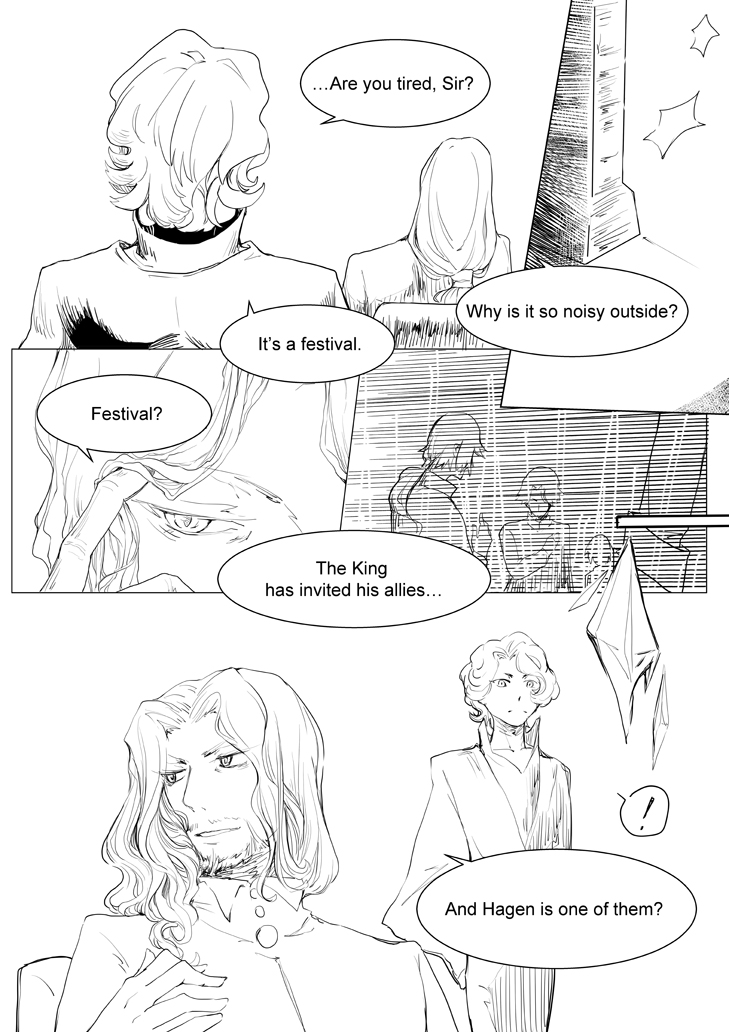 …Are you tired, Sir?
Why is it so noisy outside?
It’s a festival.
Festival?
The King
has invited his allies…
!
And Hagen is one of them?